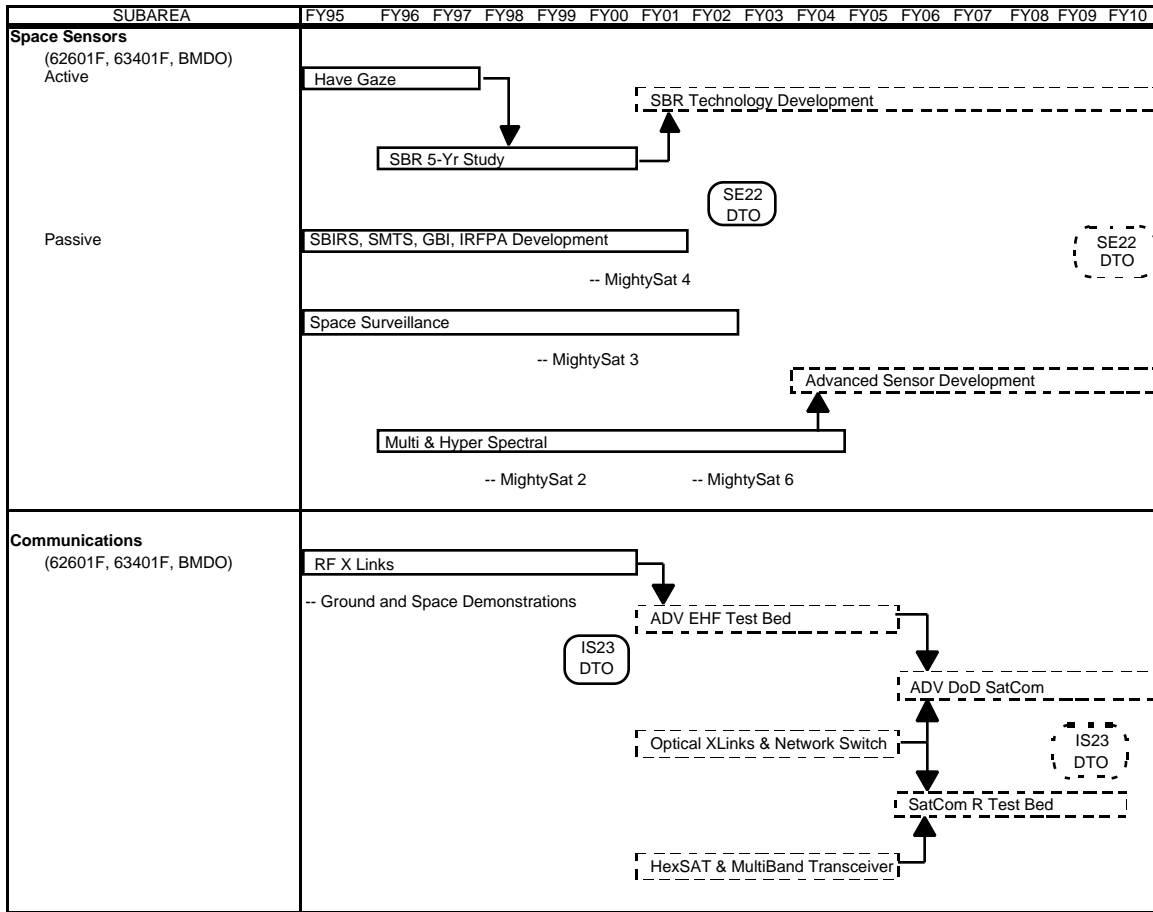 SUBAREA FY95 FY96 FY97 FY98 FY99 FY00 FY01 FY02 FY03 FY04 FY05 FY06 FY07 FY08 FY09 FY10
Space Sensors
(62601F, 63401F, BMDO)
Active
Have Gaze
SBR Technology Development
SBR 5-Yr Study
SE22
DTO
Passive
SBIRS, SMTS, GBI, IRFPA Development
SE22
DTO
-- MightySat 4
Space Surveillance
-- MightySat 3
Advanced Sensor Development
Multi & Hyper Spectral
-- MightySat 2
-- MightySat 6
Communications
(62601F, 63401F, BMDO)
RF X Links
-- Ground and Space Demonstrations
ADV EHF Test Bed
IS23
DTO
ADV DoD SatCom
Optical XLinks & Network Switch
IS23
DTO
SatCom R Test Bed
HexSAT & MultiBand Transceiver